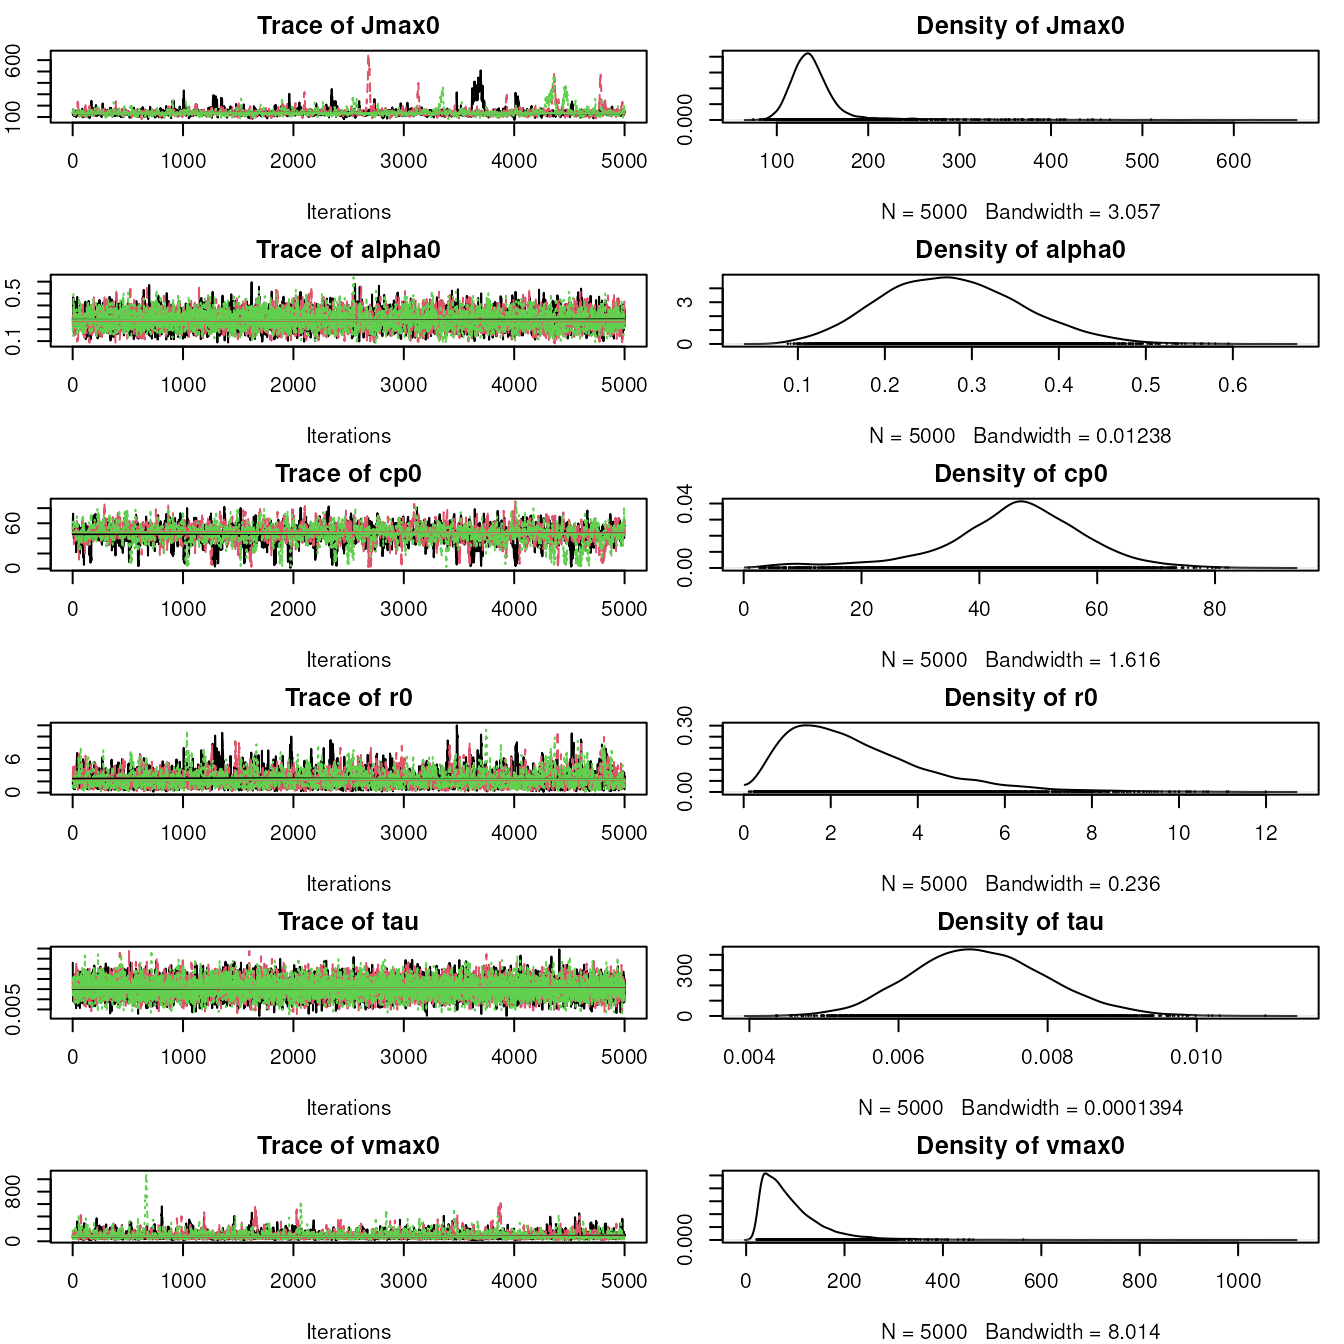 Trace of Jmax0
Density of Jmax0
600
100
0 1000 2000 3000 4000 5000
Iterations
0.000
100 200 300 400 500 600
N = 5000 Bandwidth = 3.057
Trace of alpha0
Density of alpha0
0.5
0.1
0 1000 2000 3000 4000 5000
Iterations
3
0
0.1 0.2 0.3 0.4 0.5 0.6
N = 5000 Bandwidth = 0.01238
Trace of cp0
Density of cp0
60
0
0 1000 2000 3000 4000 5000
Iterations
0.04
0.00
0 20 40 60 80
N = 5000 Bandwidth = 1.616
Trace of r0
Density of r0
6
0
0 1000 2000 3000 4000 5000
Iterations
0.30
0.00
0 2 4 6 8 10 12
N = 5000 Bandwidth = 0.236
Trace of tau
Density of tau
0.005
0 1000 2000 3000 4000 5000
Iterations
300
0
0.004 0.006 0.008 0.010
N = 5000 Bandwidth = 0.0001394
Trace of vmax0
Density of vmax0
800
0
0 1000 2000 3000 4000 5000
Iterations
0.000
0 200 400 600 800 1000
N = 5000 Bandwidth = 8.014